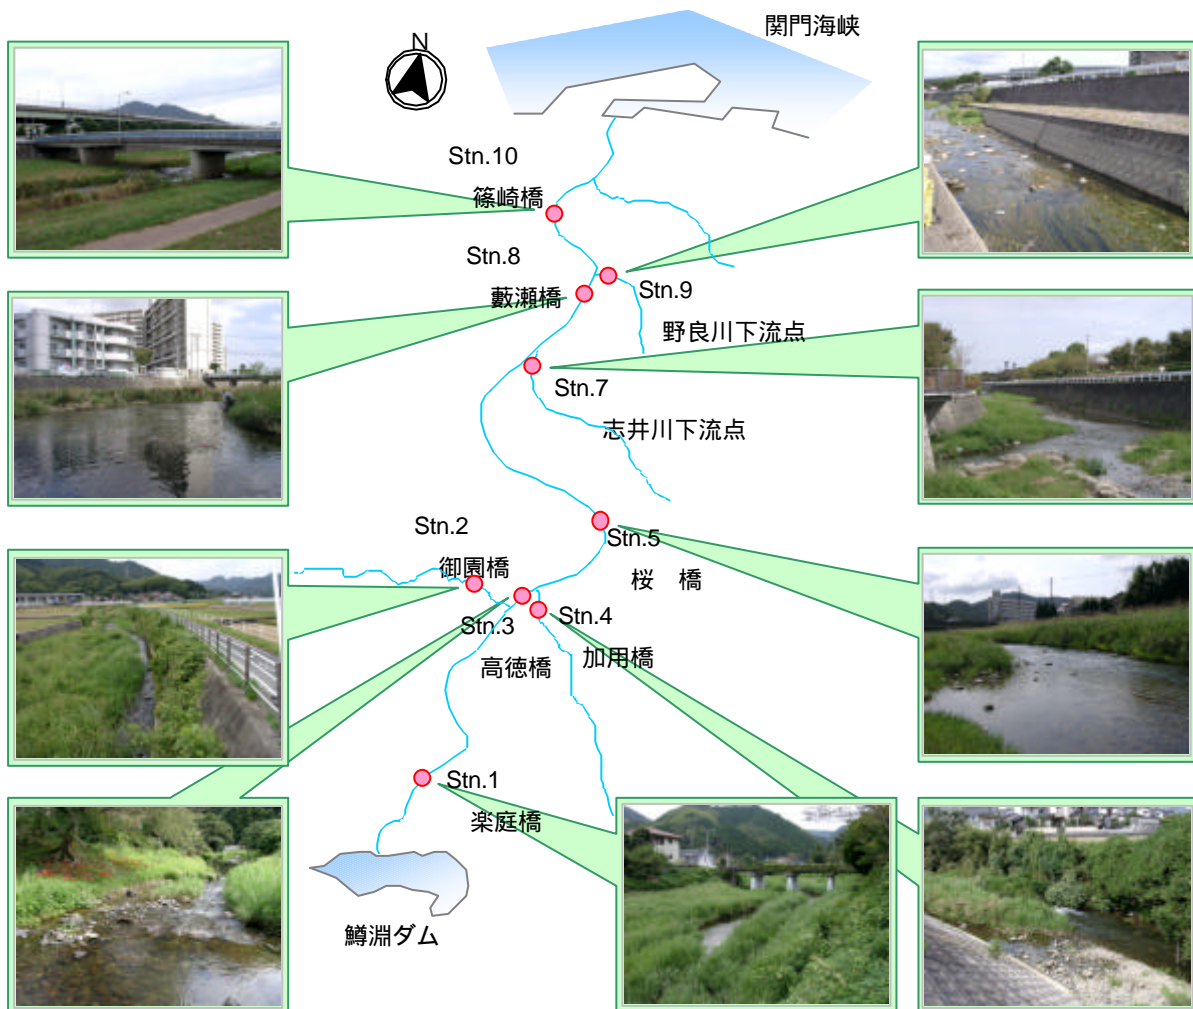 関門海峡
N
Stn.10
篠崎橋
Stn.8
藪瀬橋
Stn.9
野良川下流点
Stn.7
志井川下流点
Stn.2
御園橋
Stn.5
桜　橋
Stn.3
高徳橋
Stn.4
加用橋
Stn.1
楽庭橋
鱒淵ダム